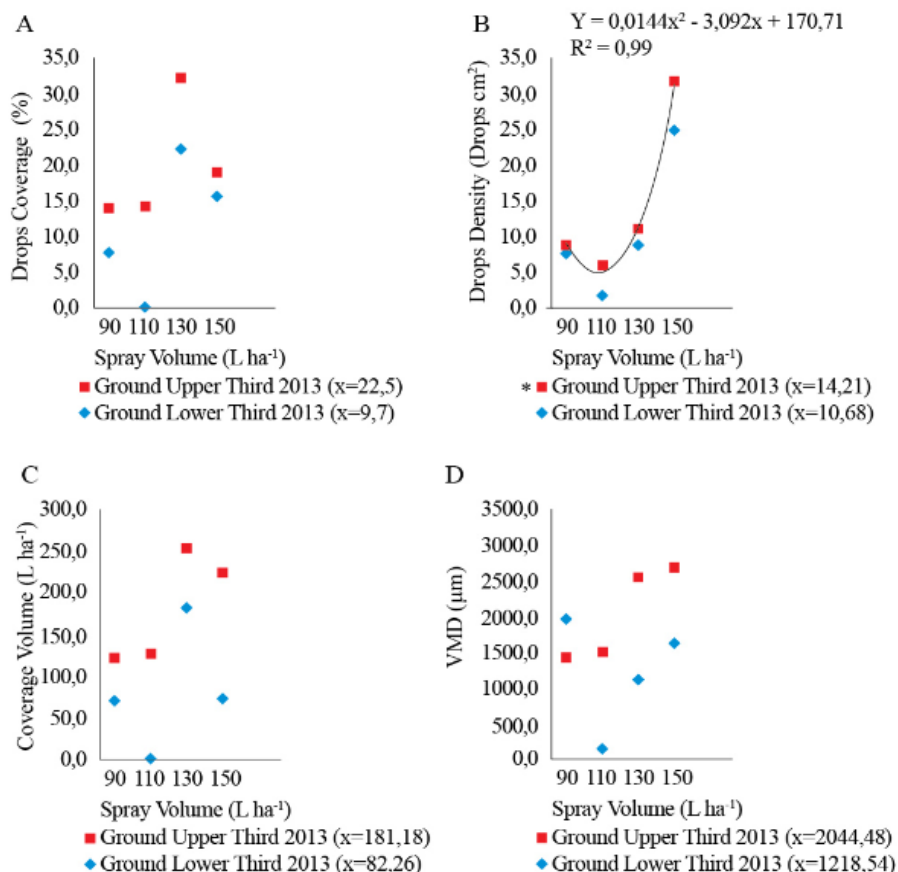 A
Drops Coverage (%)
35,0
30,0
25,0
20,0
15,0
10,0
5,0
0,0
90 110 130 150
Spray Volume (L ha⁻¹)
Ground Upper Third 2013 (x=22,5)
Ground Lower Third 2013 (x=9,7)
B
Y = 0,0144x² - 3,092x + 170,71
R² = 0,99
Drops Density (Drops cm²)
35,0
30,0
25,0
20,0
15,0
10,0
5,0
0,0
90 110 130 150
Spray Volume (L ha⁻¹)
* Ground Upper Third 2013 (x=14,21)
Ground Lower Third 2013 (x=10,68)
C
Coverage Volume (L ha⁻¹)
300,0
250,0
200,0
150,0
100,0
50,0
0,0
90 110 130 150
Spray Volume (L ha⁻¹)
Ground Upper Third 2013 (x=181,18)
Ground Lower Third 2013 (x=82,26)
D
VMD (µm)
3500,0
3000,0
2500,0
2000,0
1500,0
1000,0
500,0
0,0
90 110 130 150
Spray Volume (L ha⁻¹)
Ground Upper Third 2013 (x=2044,48)
Ground Lower Third 2013 (x=1218,54)